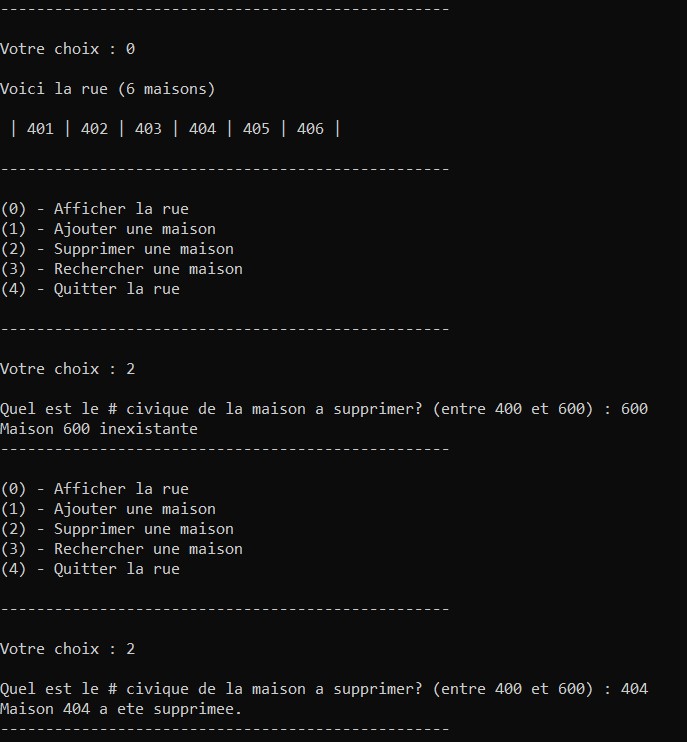 --------------------------------------------------
Votre choix : 0
Voici la rue (6 maisons)
| 401 | 402 | 403 | 404 | 405 | 406 |
--------------------------------------------------
(0) - Afficher la rue
(1) - Ajouter une maison
(2) - Supprimer une maison
(3) - Rechercher une maison
(4) - Quitter la rue
--------------------------------------------------
Votre choix : 2
Quel est le # civique de la maison a supprimer? (entre 400 et 600) : 600
Maison 600 inexistante
--------------------------------------------------
(0) - Afficher la rue
(1) - Ajouter une maison
(2) - Supprimer une maison
(3) - Rechercher une maison
(4) - Quitter la rue
--------------------------------------------------
Votre choix : 2
Quel est le # civique de la maison a supprimer? (entre 400 et 600) : 404
Maison 404 a ete supprimee.
--------------------------------------------------